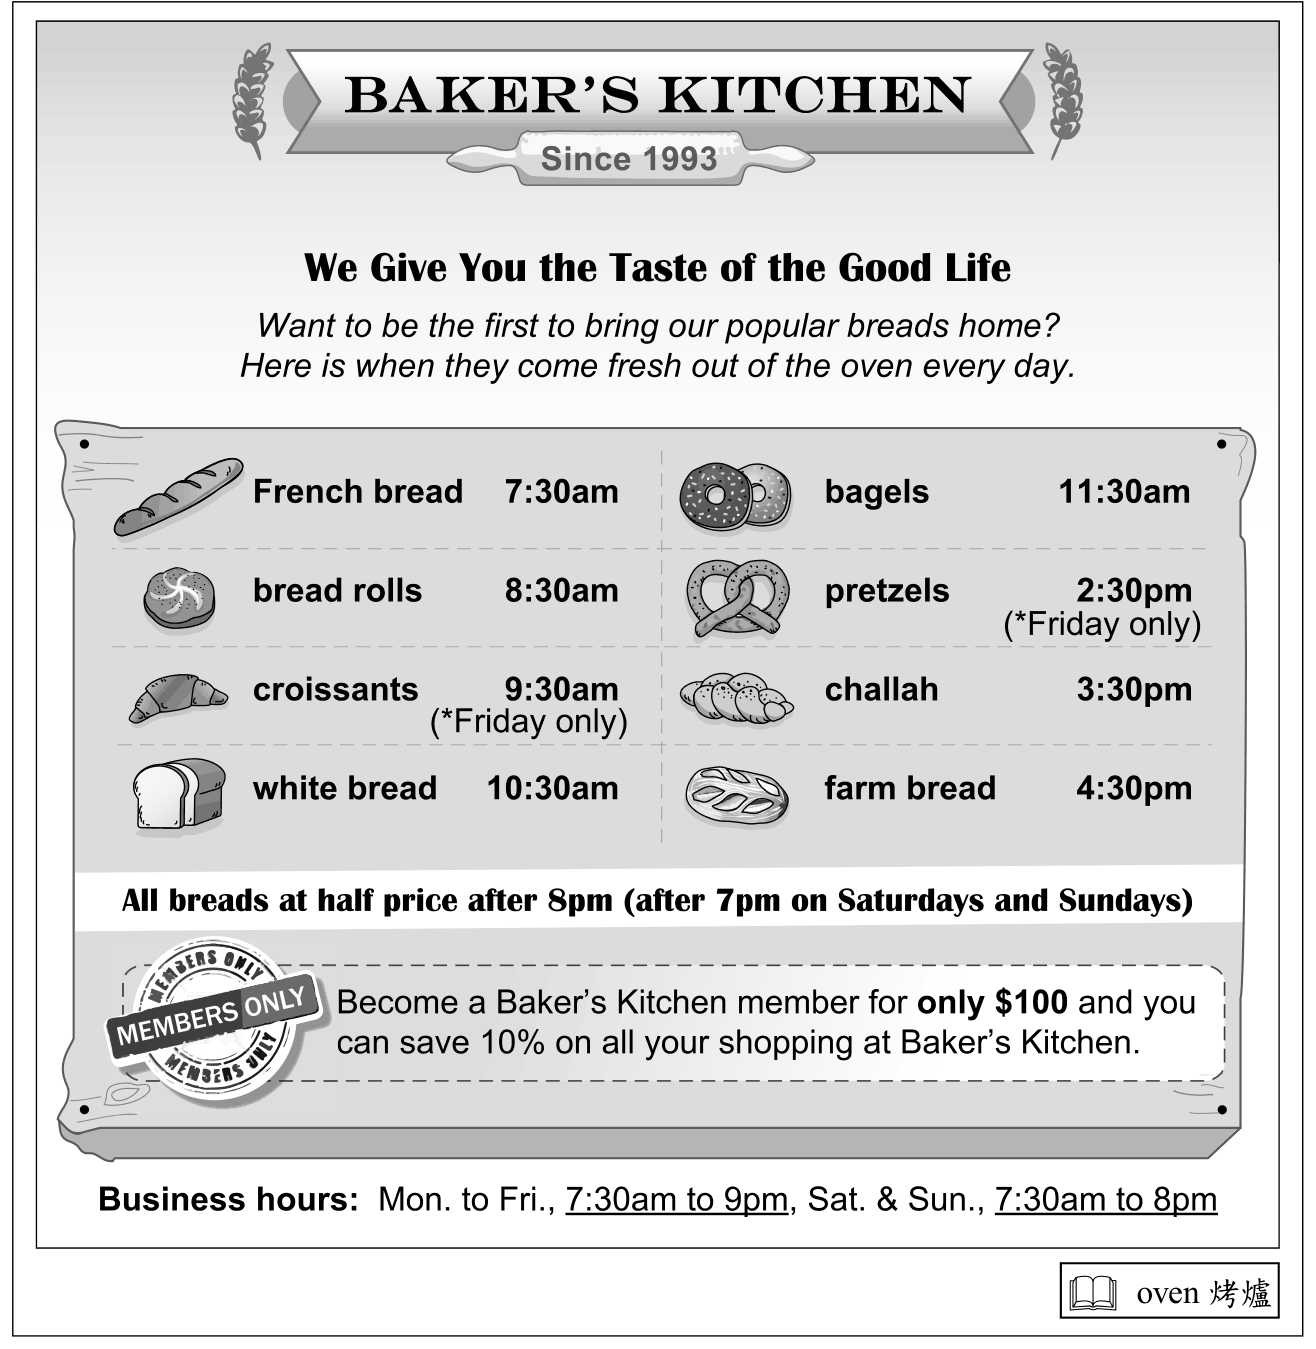 BAKER'S KITCHEN
Since 1993
We Give You the Taste of the Good Life
Want to be the first to bring our popular breads home?
Here is when they come fresh out of the oven every day.
French bread 7:30am
bread rolls 8:30am
croissants 9:30am
(*Friday only)
white bread 10:30am
bagels 11:30am
pretzels 2:30pm
(*Friday only)
challah 3:30pm
farm bread 4:30pm
All breads at half price after 8pm (after 7pm on Saturdays and Sundays)
MEMBERS ONLY
MEMBERS ONLY
MEMBERS ONLY
Become a Baker's Kitchen member for only $100 and you
can save 10% on all your shopping at Baker's Kitchen.
Business hours: Mon. to Fri., 7:30am to 9pm, Sat. & Sun., 7:30am to 8pm
oven 烤爐